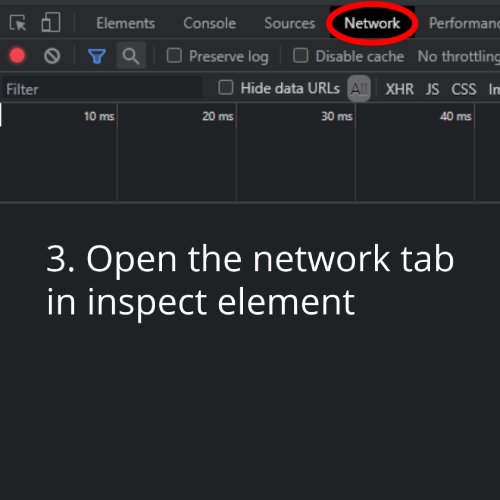 Elements Console Sources Network Performanc
Preserve log Disable cache No throttling
Filter Hide data URLs All XHR JS CSS Im
10 ms 20 ms 30 ms 40 ms
3. Open the network tab
in inspect element